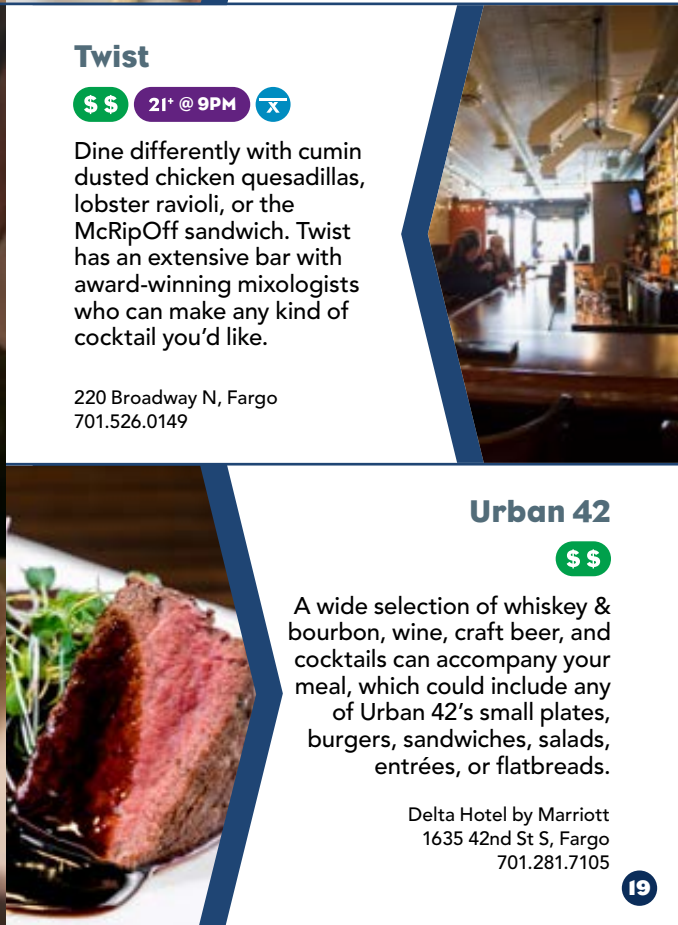 Twist
$ $ 21+ @ 9PM X
Dine differently with cumin
dusted chicken quesadillas,
lobster ravioli, or the
McRipOff sandwich. Twist
has an extensive bar with
award-winning mixologists
who can make any kind of
cocktail you’d like.
220 Broadway N, Fargo
701.526.0149
Urban 42
$ $
A wide selection of whiskey &
bourbon, wine, craft beer, and
cocktails can accompany your
meal, which could include any
of Urban 42’s small plates,
burgers, sandwiches, salads,
entrées, or flatbreads.
Delta Hotel by Marriott
1635 42nd St S, Fargo
701.281.7105
19